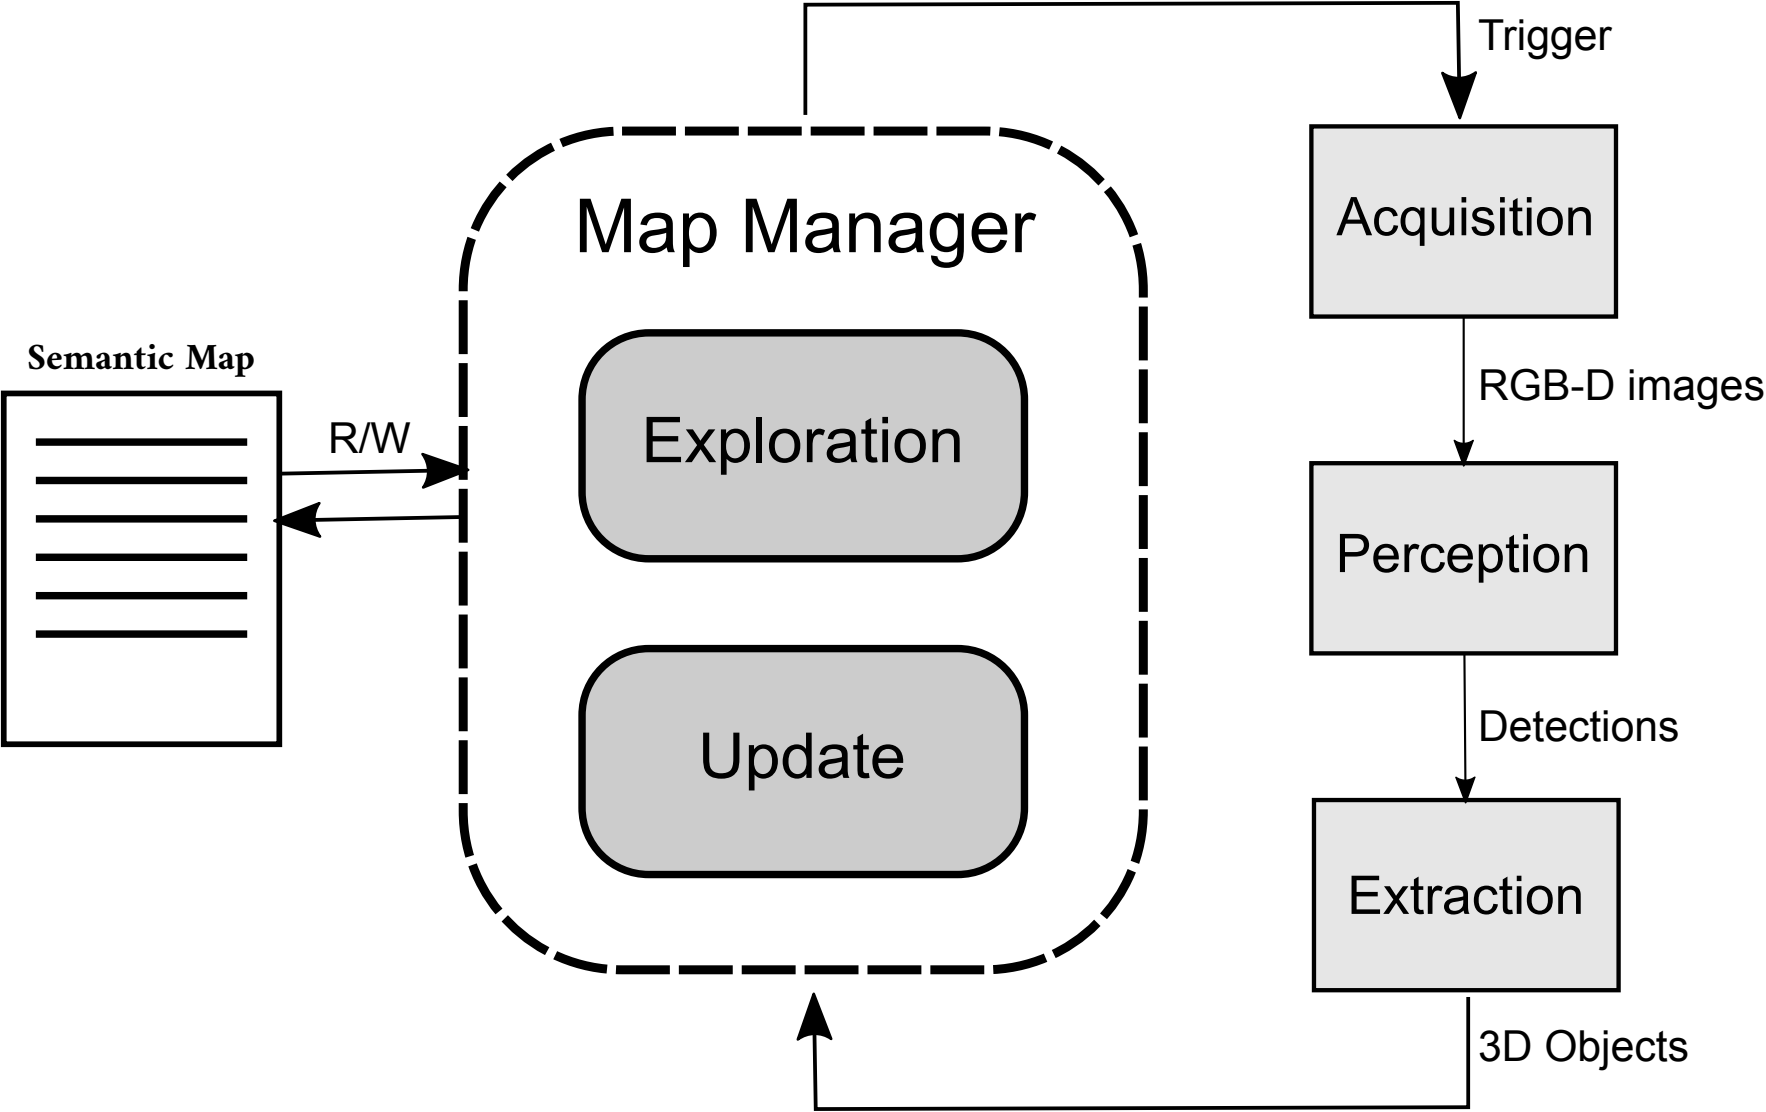 Trigger
Acquisition
Map Manager
Semantic Map
RGB-D images
R/W
Exploration
Perception
Detections
Update
Extraction
3D Objects